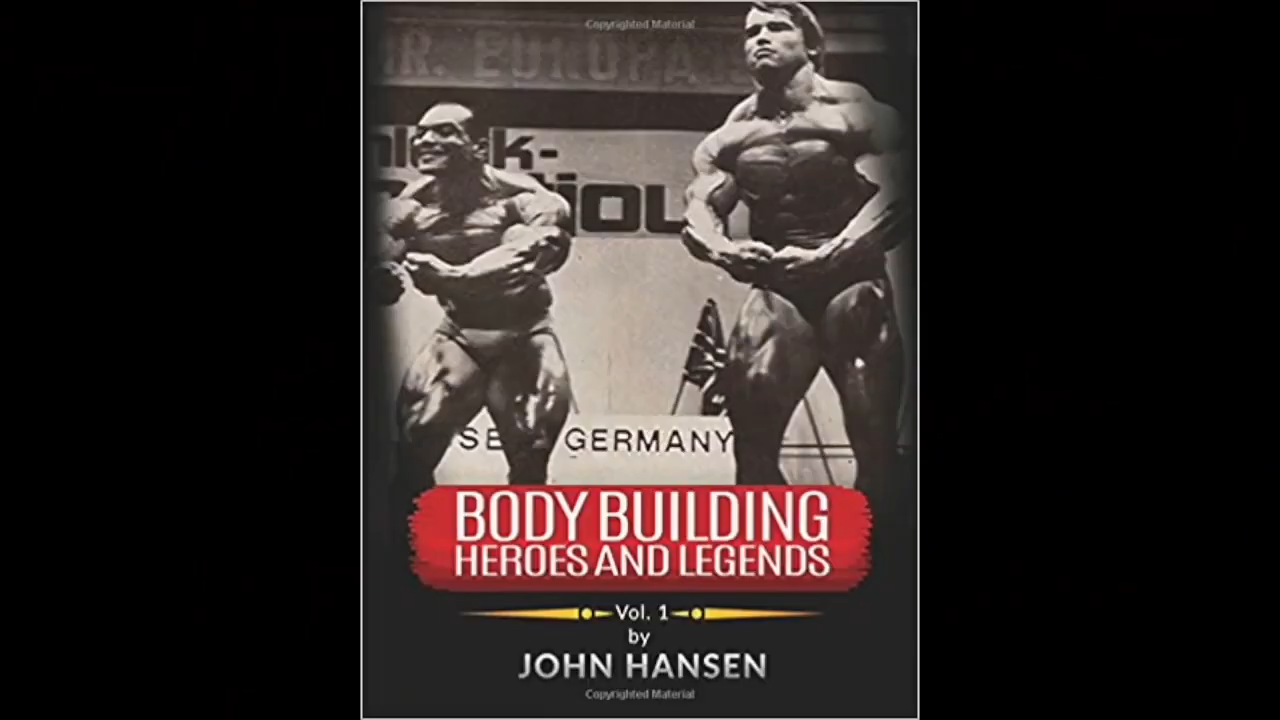 Copyrighted Material
R. EUROPA
k-
GERMANY
BODY BUILDING
HEROES AND LEGENDS
Vol. 1
by
JOHN HANSEN
Copyrighted Material